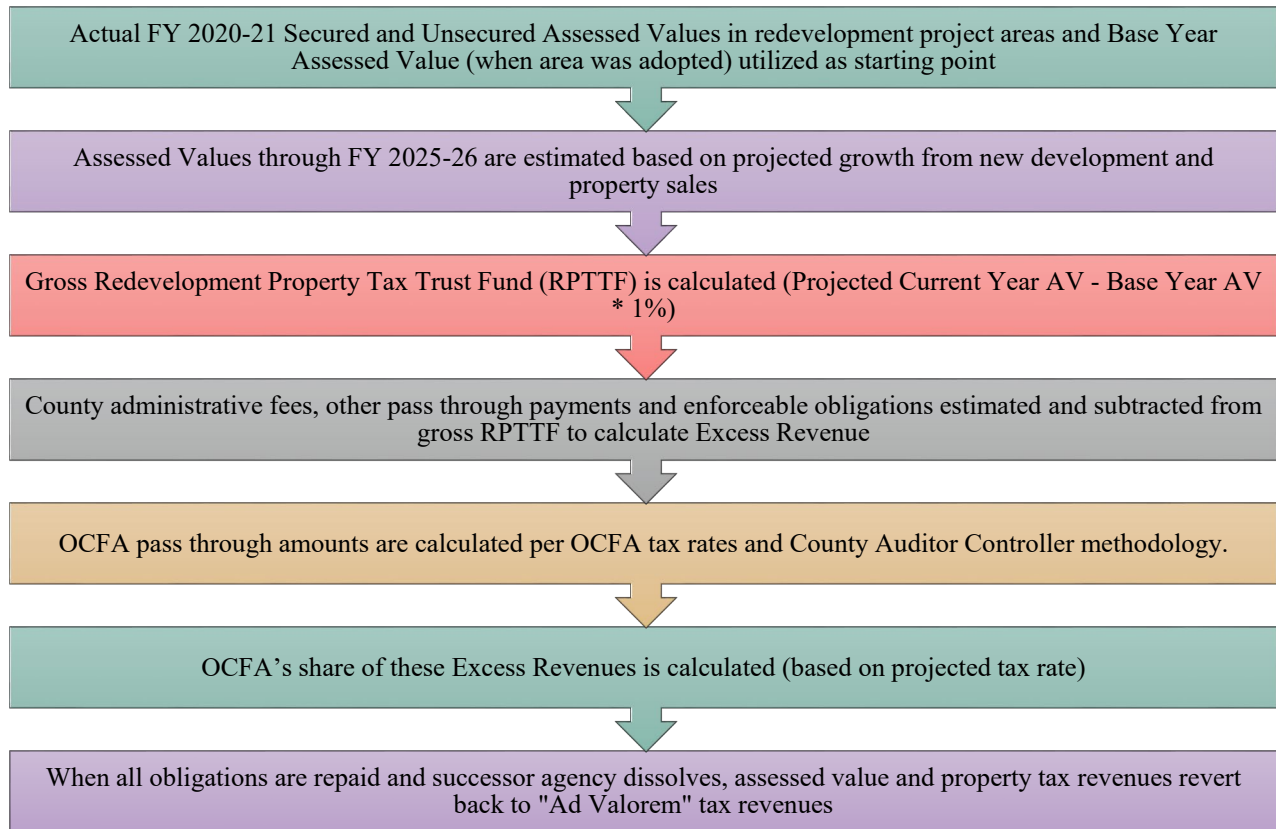 Actual FY 2020-21 Secured and Unsecured Assessed Values in redevelopment project areas and Base Year
Assessed Value (when area was adopted) utilized as starting point
Assessed Values through FY 2025-26 are estimated based on projected growth from new development and
property sales
Gross Redevelopment Property Tax Trust Fund (RPTTF) is calculated (Projected Current Year AV - Base Year AV
* 1%)
County administrative fees, other pass through payments and enforceable obligations estimated and subtracted from
gross RPTTF to calculate Excess Revenue
OCFA pass through amounts are calculated per OCFA tax rates and County Auditor Controller methodology.
OCFA’s share of these Excess Revenues is calculated (based on projected tax rate)
When all obligations are repaid and successor agency dissolves, assessed value and property tax revenues revert
back to "Ad Valorem" tax revenues